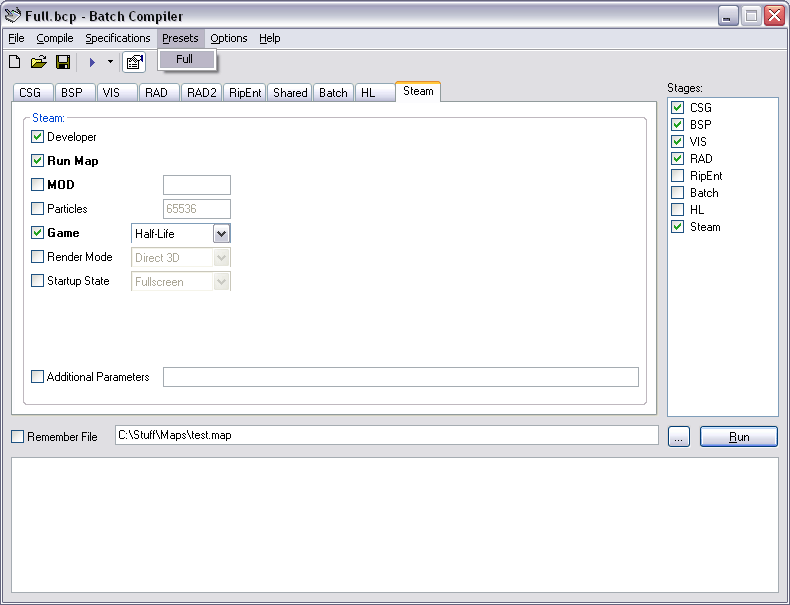 Full.bcp - Batch Compiler
File Compile Specifications Presets Options Help
Full
CSG BSP VIS RAD RAD2 RipEnt Shared Batch HL Steam
Stages:
Steam:
Developer
Run Map
MOD
Particles 65536
Game Half-Life
Render Mode Direct 3D
Startup State Fullscreen
Additional Parameters
CSG
BSP
VIS
RAD
RipEnt
Batch
HL
Steam
Remember File C:\Stuff\Maps\test.map ... Run